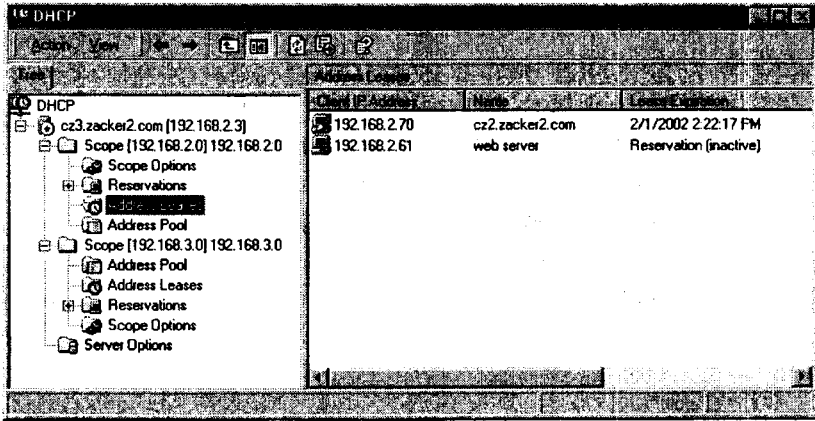 DHCP
Action View
Tree
Address Leases
DHCP
cz3.zacker2.com [192.168.2.3]
Scope [192.168.2.0] 192.168.2.0
Scope Options
Reservations
Address Leases
Address Pool
Scope [192.168.3.0] 192.168.3.0
Address Pool
Address Leases
Reservations
Scope Options
Server Options
Client IP Address Name Lease Expiration
192.168.2.70 cz2.zacker2.com 2/1/2002 2:22:17 PM
192.168.2.61 web server Reservation (inactive)